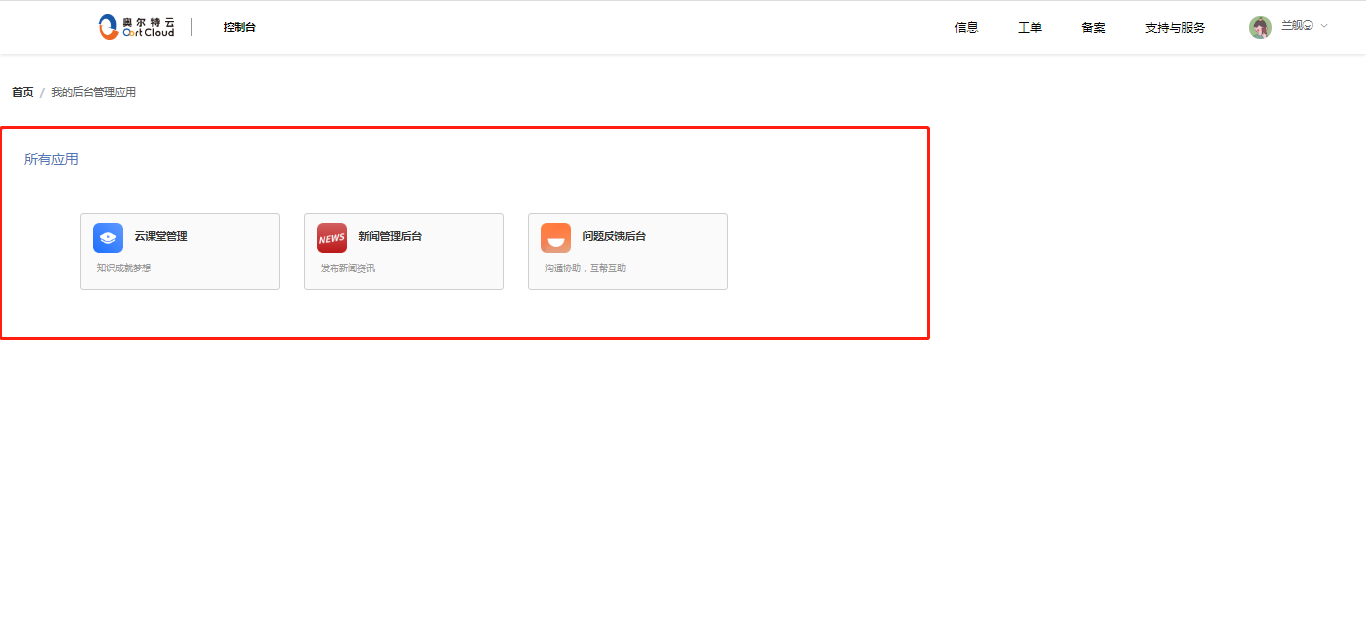 奥尔特云
Oort Cloud
控制台
信息
工单
备案
支持与服务
兰舰
首页 / 我的后台管理应用
所有应用
云课堂管理
知识成就梦想
NEWS
新闻管理后台
发布新闻资讯
问题反馈后台
沟通协助，互帮互助